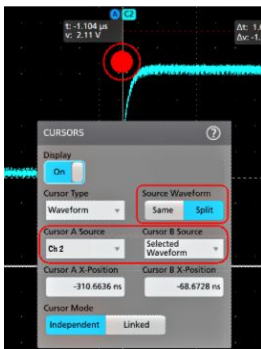 A C2
t: -1.104 µs
v: 2.11 V
Δt: 1.
Δv: -1.
CURSORS
?
Display
On
Cursor Type
Source Waveform
Waveform
Same Split
Cursor A Source
Cursor B Source
Ch 2
Selected Waveform
Cursor A X-Position
Cursor B X-Position
-310.6636 ns
-68.6728 ns
Cursor Mode
Independent Linked